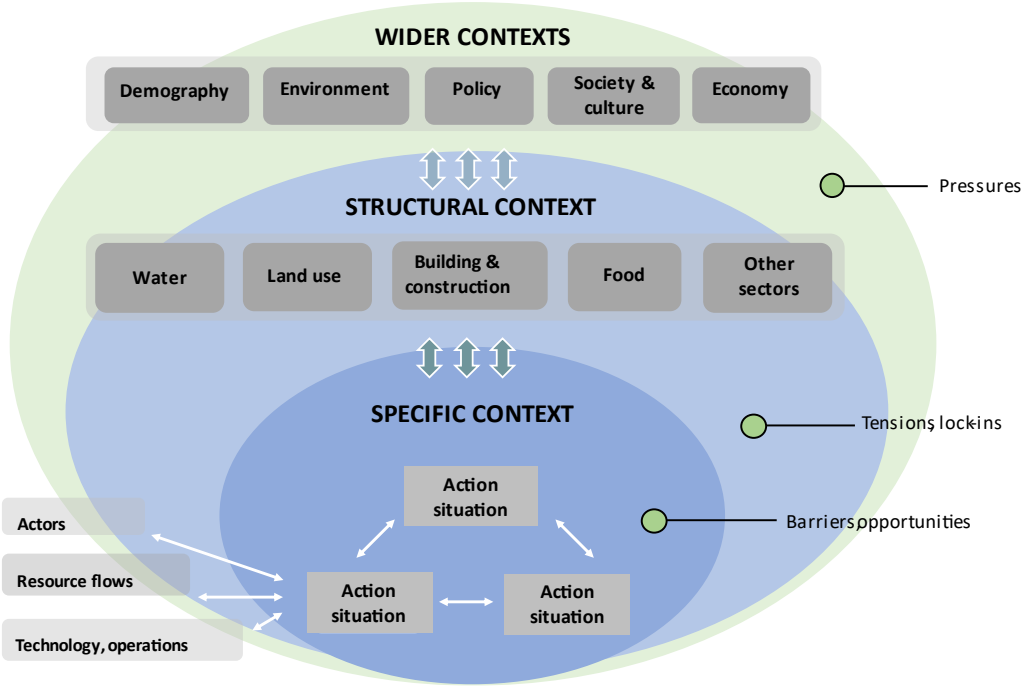 WIDER CONTEXTS
Demography
Environment
Policy
Society &
culture
Economy
Pressures
STRUCTURAL CONTEXT
Water
Land use
Building &
construction
Food
Other
sectors
SPECIFIC CONTEXT
Tensions, lock-ins
Action
situation
Actors
Barriers, opportunities
Resource flows
Action
situation
Action
situation
Technology, operations